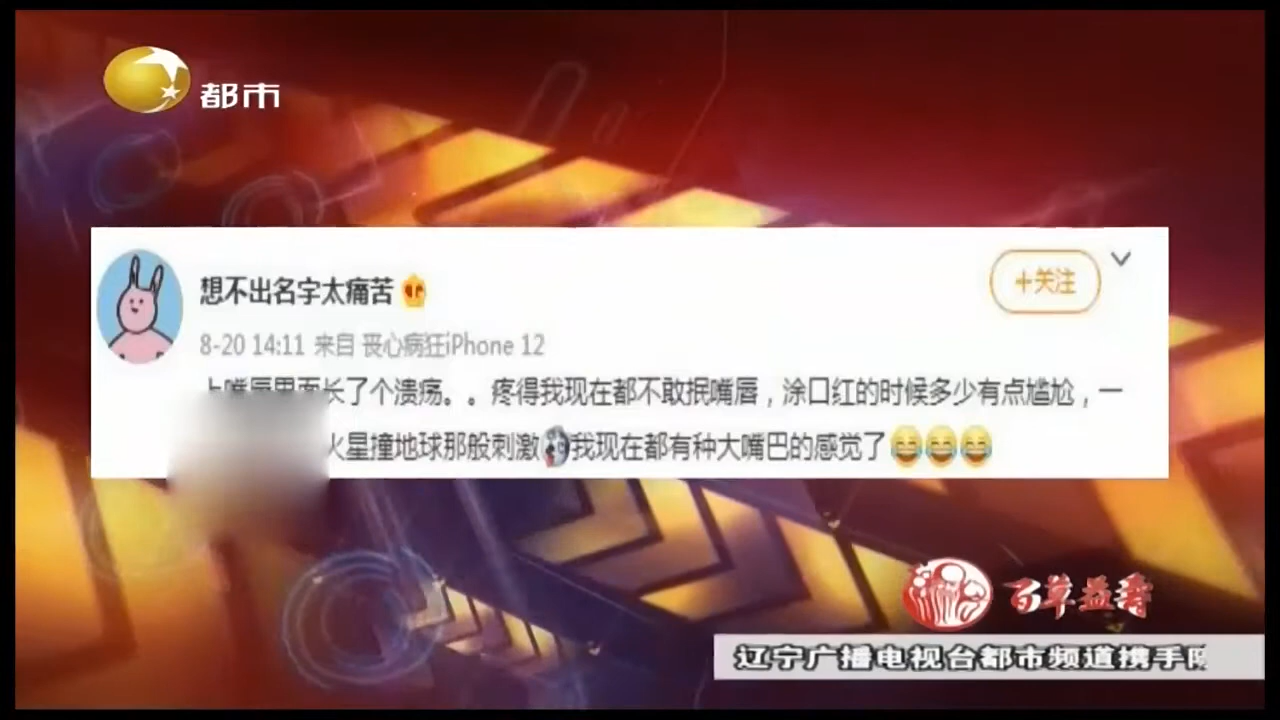 都市
想不出名字太痛苦
+关注
8-20 14:11 来自 丧心病狂iPhone 12
上嘴唇里面长了个溃疡。。疼得我现在都不敢抿嘴唇，涂口红的时候多少有点尴尬，一
火星撞地球那般刺激我现在都有种大嘴巴的感觉了
百草益寿
辽宁广播电视台都市频道携手